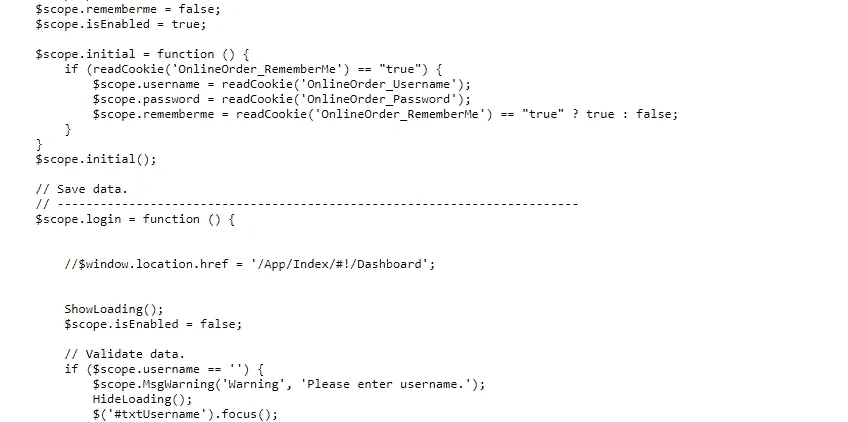 $scope.rememberme = false;
$scope.isEnabled = true;
$scope.initial = function () {
if (readCookie('OnlineOrder_RememberMe') == "true") {
$scope.username = readCookie('OnlineOrder_Username');
$scope.password = readCookie('OnlineOrder_Password');
$scope.rememberme = readCookie('OnlineOrder_RememberMe') == "true" ? true : false;
}
}
$scope.initial();
// Save data.
// -------------------------------------------------------------------------
$scope.login = function () {
//$window.location.href = '/App/Index/#!/Dashboard';
ShowLoading();
$scope.isEnabled = false;
// Validate data.
if ($scope.username == '') {
$scope.MsgWarning('Warning', 'Please enter username.');
HideLoading();
$('#txtUsername').focus();